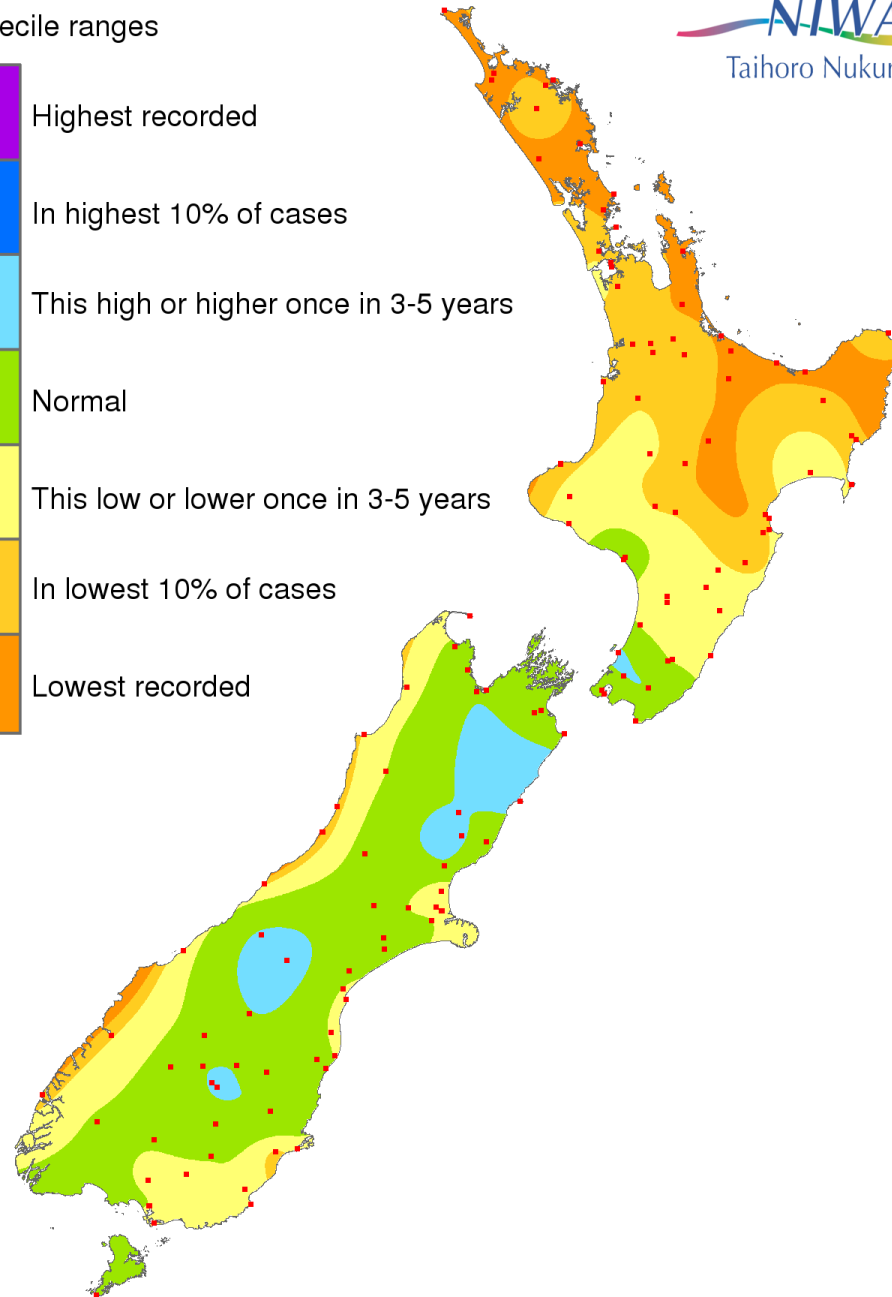 ecile ranges
NIWA
Taihoro Nukur
Highest recorded
In highest 10% of cases
This high or higher once in 3-5 years
Normal
This low or lower once in 3-5 years
In lowest 10% of cases
Lowest recorded